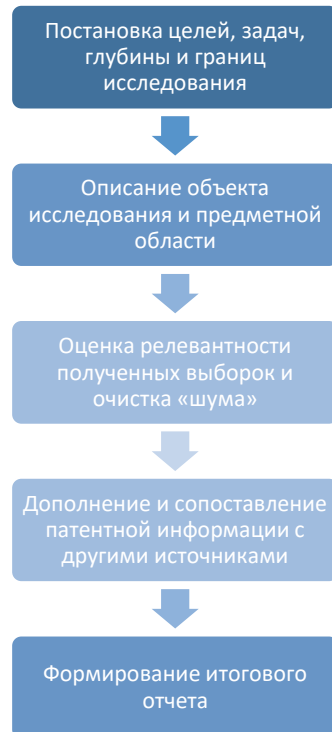 Постановка целей, задач,
глубины и границ
исследования
Описание объекта
исследования и предметной
области
Оценка релевантности
полученных выборок и
очистка «шума»
Дополнение и сопоставление
патентной информации с
другими источниками
Формирование итогового
отчета